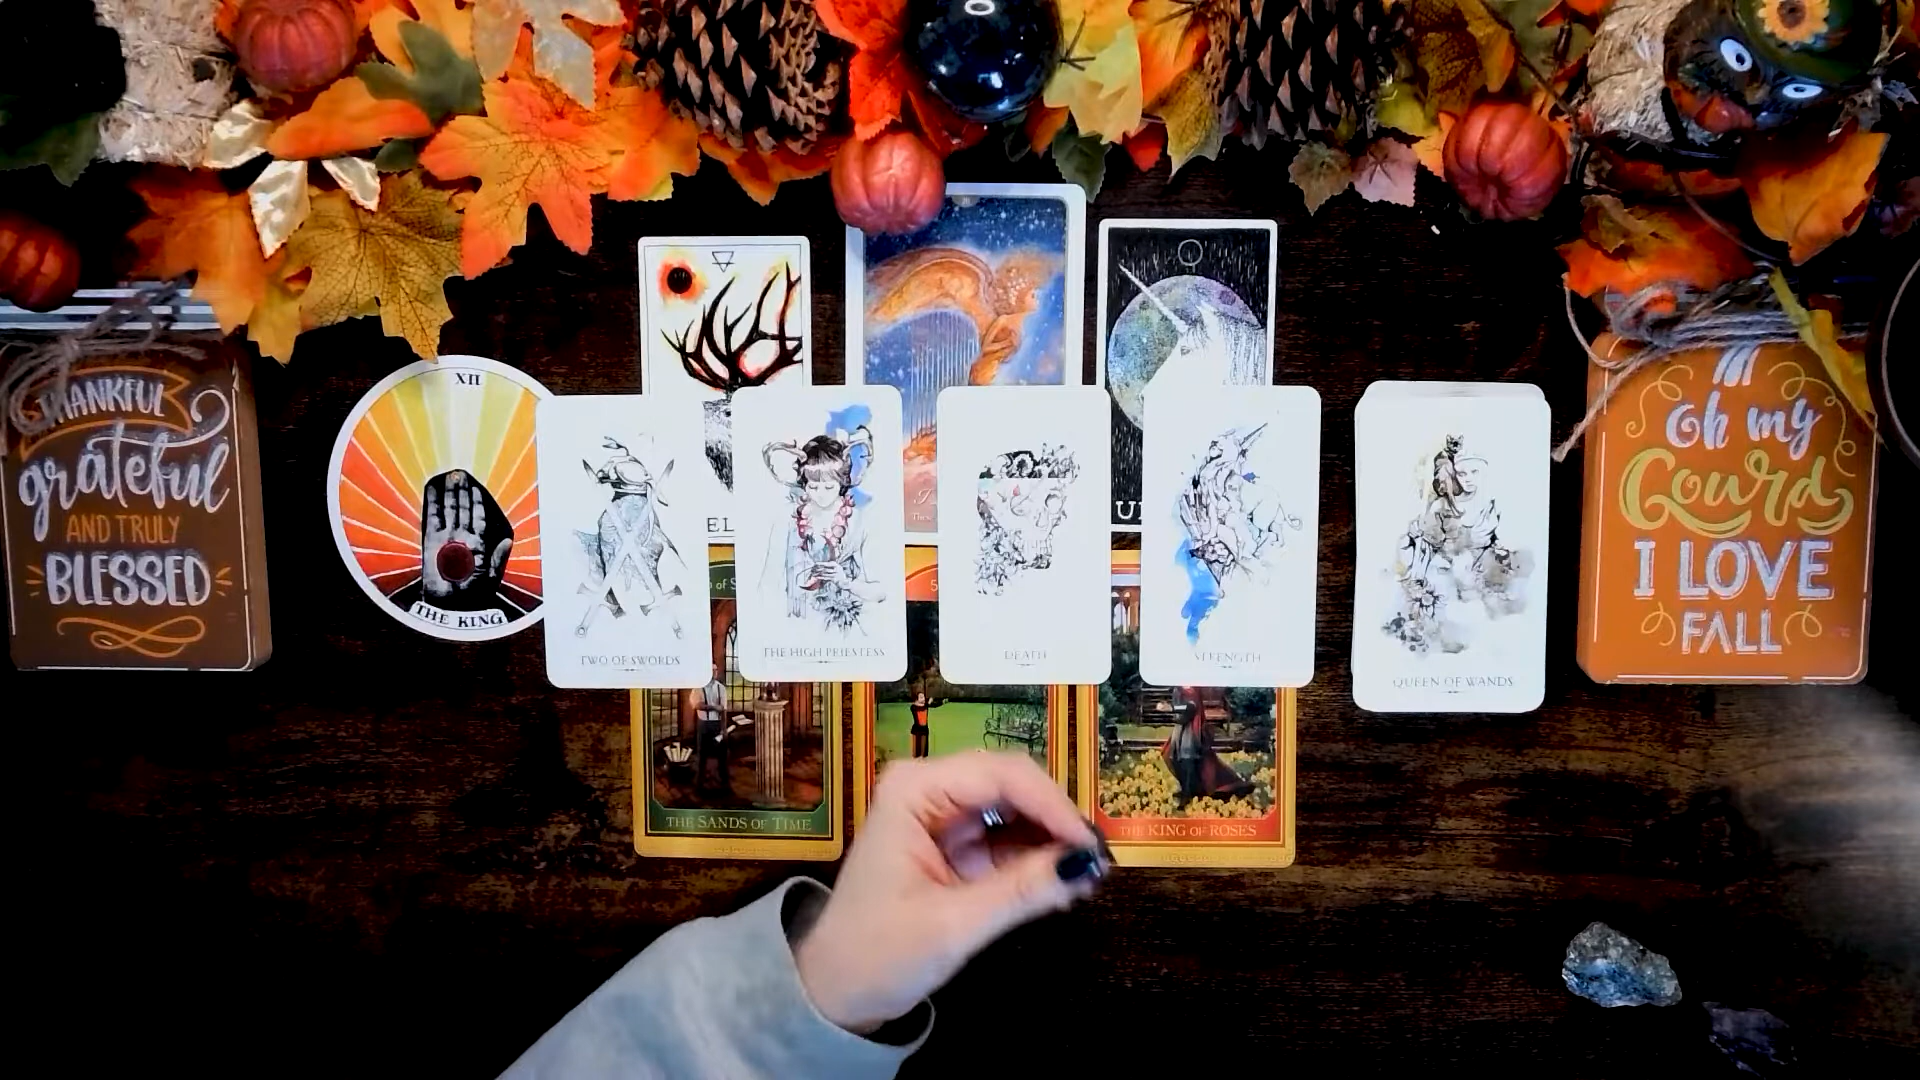 THANKFUL
grateful
AND TRULY
BLESSED
XII
THE KING
EL
U
TWO OF SWORDS
THE HIGH PRIESTESS
DEATH
STRENGTH
QUEEN OF WANDS
THE SANDS OF TIME
THE KING OF ROSES
Oh my
Gourd
I LOVE
FALL